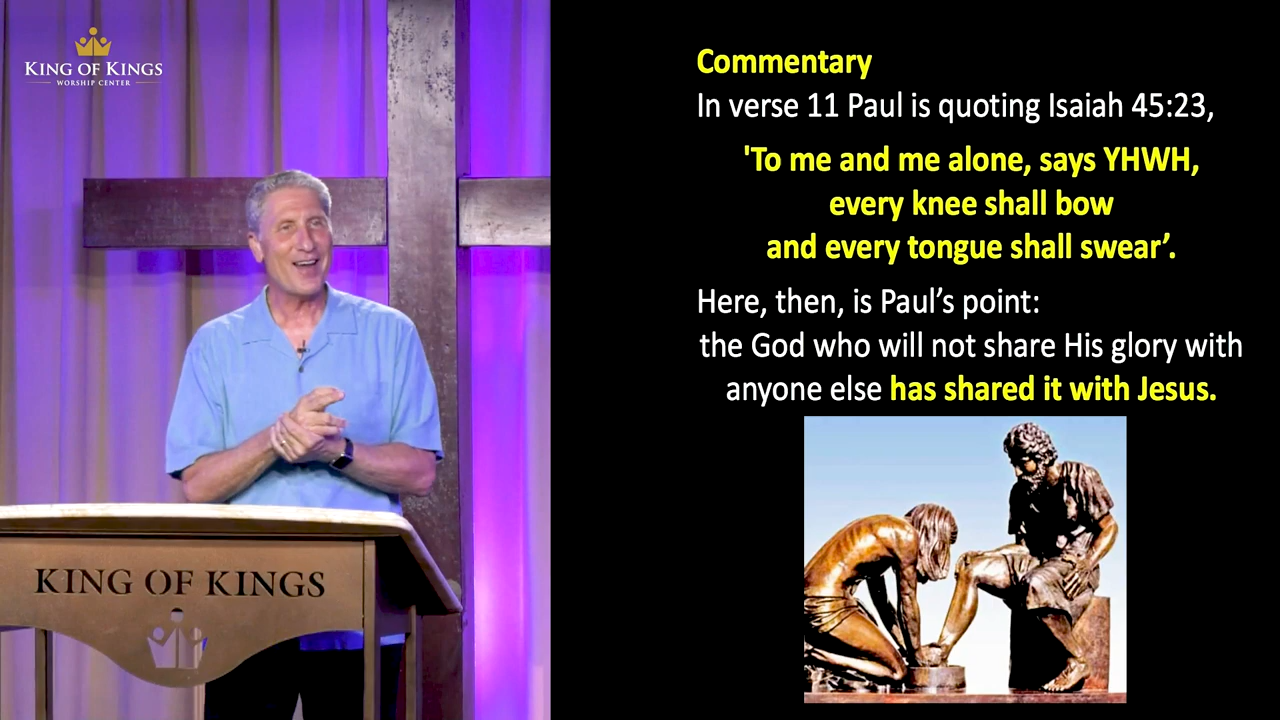 KING OF KINGS
WORSHIP CENTER
KING OF KINGS
Commentary
In verse 11 Paul is quoting Isaiah 45:23,
'To me and me alone, says YHWH,
every knee shall bow
and every tongue shall swear’.
Here, then, is Paul’s point:
the God who will not share His glory with
anyone else has shared it with Jesus.